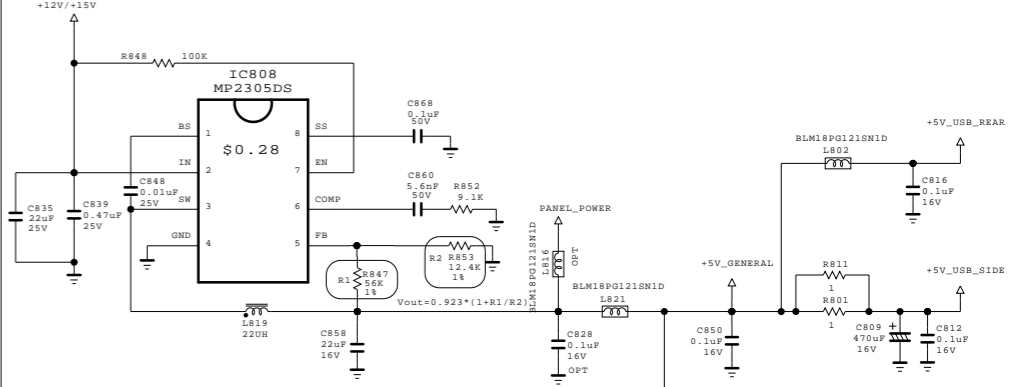 +12V/+15V
R848
100K
IC808
MP2305DS
BS
1
8
SS
IN
2
7
EN
SW
3
6
COMP
GND
4
5
FB
$0.28
C868
0.1uF
50V
C860
5.6nF
50V
R852
9.1K
C835
22uF
25V
C839
0.47uF
25V
C848
0.01uF
25V
R2 R853
12.4K
1%
R1 R847
56K
1%
Vout=0.923*(1+R1/R2)
L819
22UH
C858
22uF
16V
PANEL_POWER
BLM18PG121SN1D
L816
OPT
BLM18PG121SN1D
L821
C828
0.1uF
16V
OPT
+5V_GENERAL
C850
0.1uF
16V
BLM18PG121SN1D
L802
+5V_USB_REAR
C816
0.1uF
16V
R811
1
R801
1
+5V_USB_SIDE
C809
470uF
16V
+
C812
0.1uF
16V